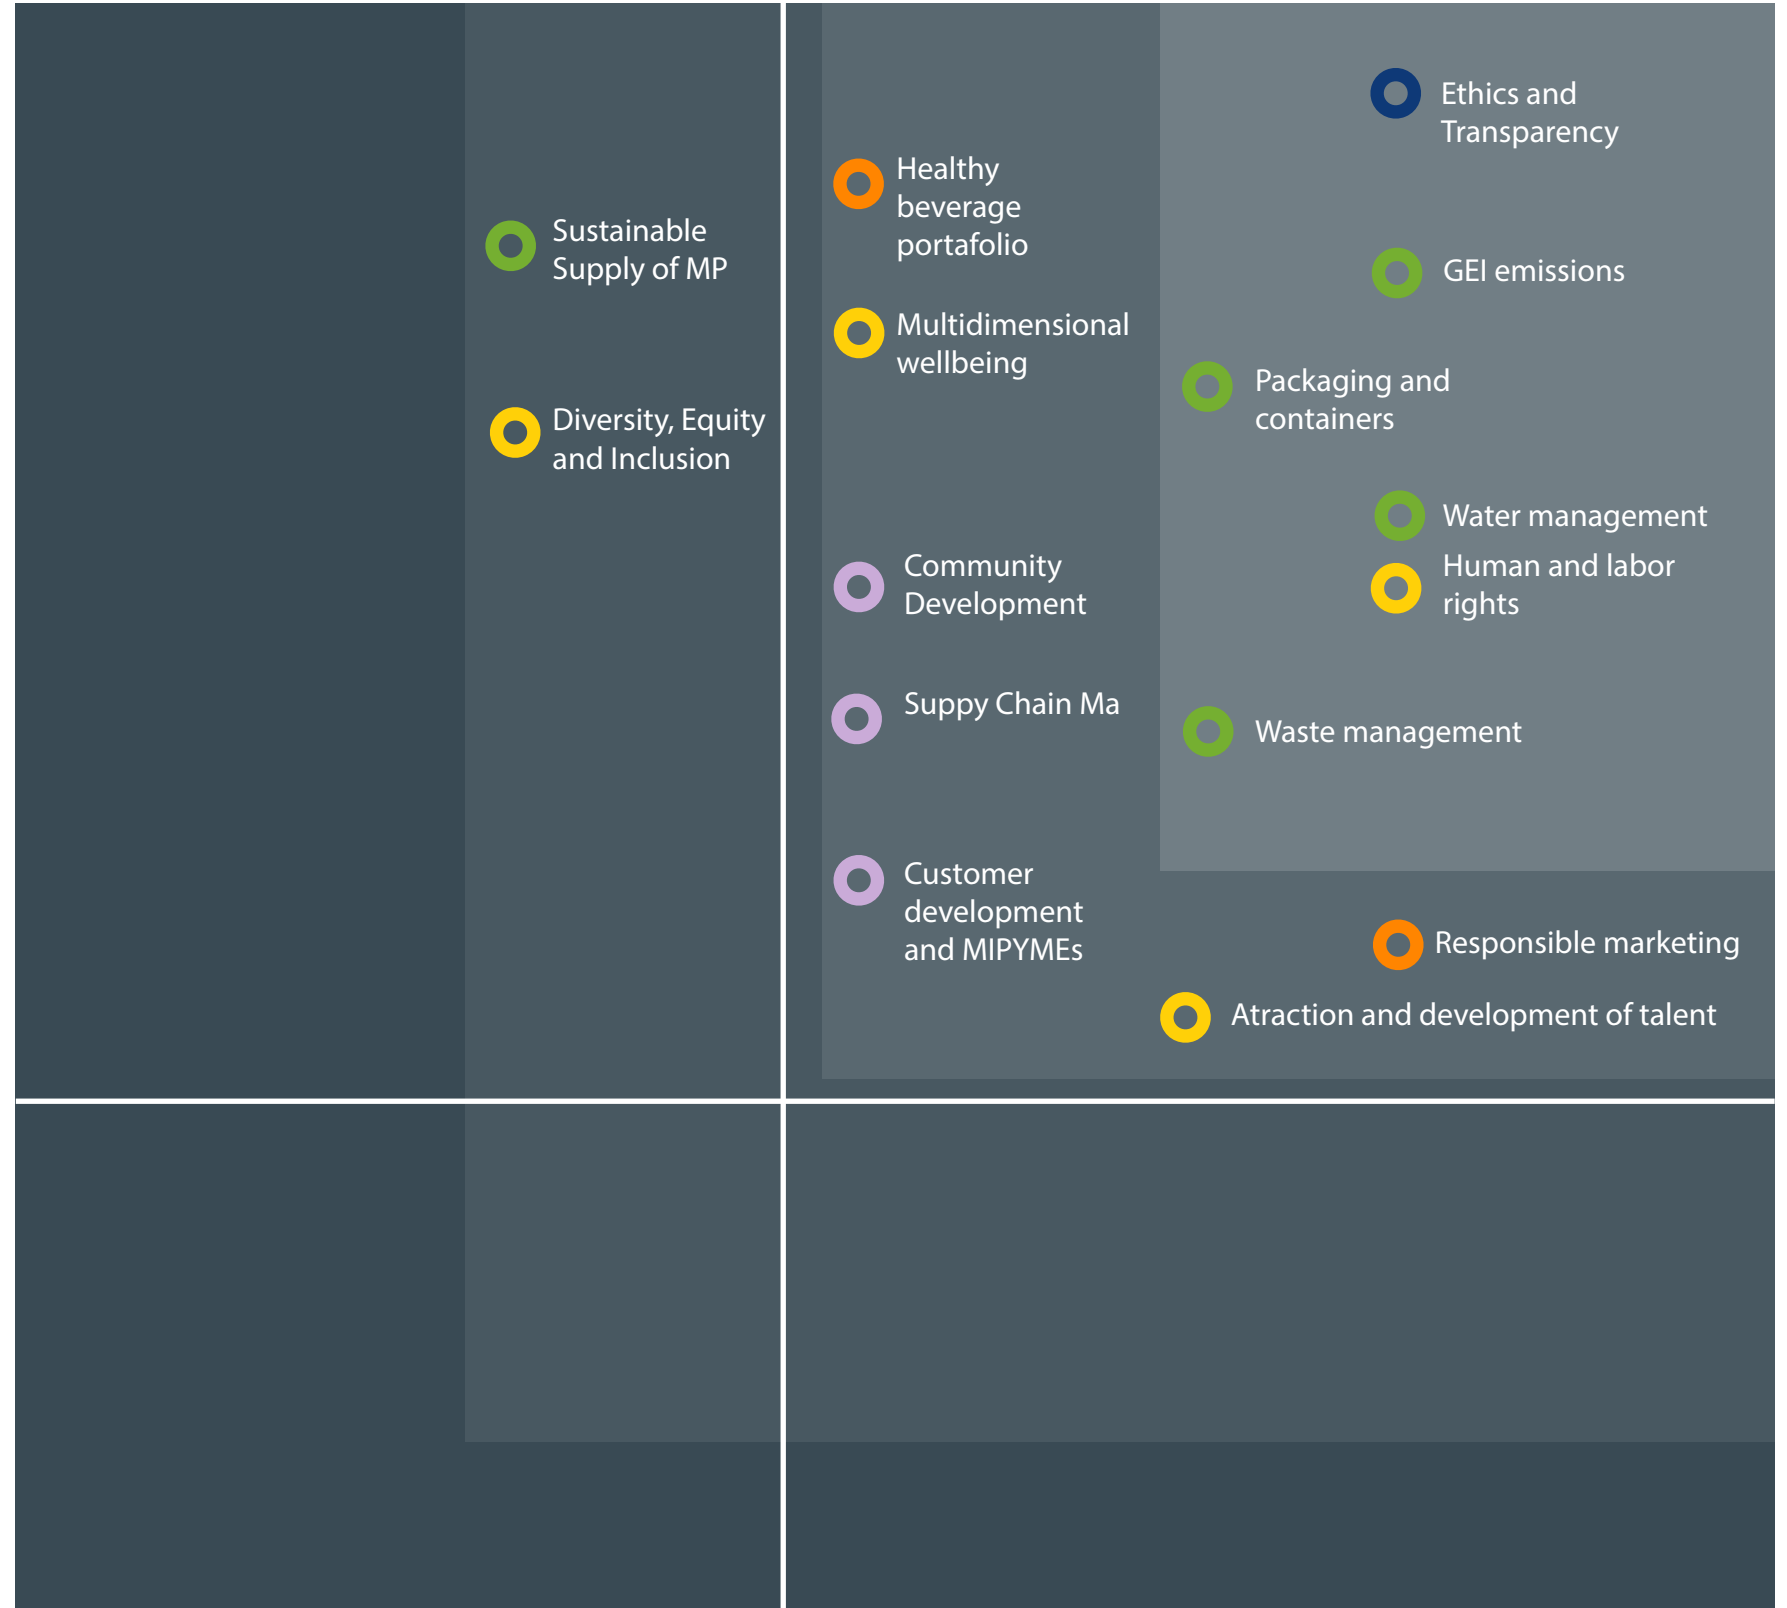 Sustainable
Supply of MP
Diversity, Equity
and Inclusion
Healthy
beverage
portafolio
Multidimensional
wellbeing
Community
Development
Suppy Chain Ma
Customer
development
and MIPYMEs
Ethics and
Transparency
GEI emissions
Packaging and
containers
Water management
Human and labor
rights
Waste management
Responsible marketing
Atraction and development of talent